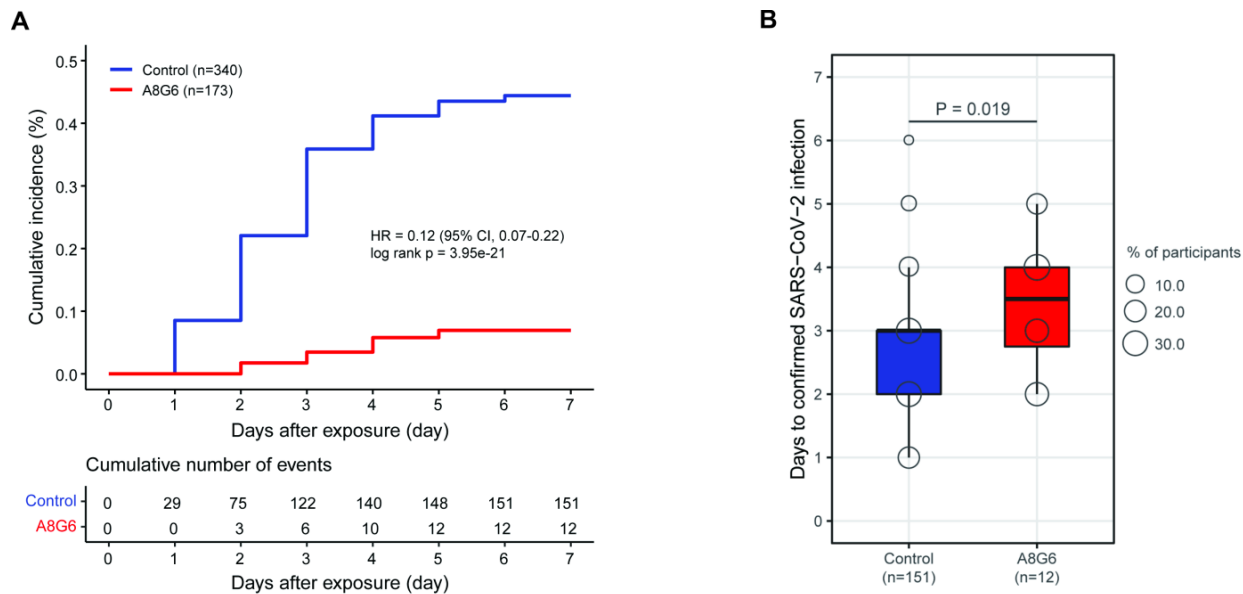 A
Cumulative incidence (%)
0.5
0.4
0.3
0.2
0.1
0.0
Control (n=340)
A8G6 (n=173)
HR = 0.12 (95% CI, 0.07-0.22)
log rank p = 3.95e-21
0 1 2 3 4 5 6 7
Days after exposure (day)
Cumulative number of events
Control 0 29 75 122 140 148 151 151
A8G6 0 0 3 6 10 12 12 12
0 1 2 3 4 5 6 7
Days after exposure (day)
B
Days to confirmed SARS−CoV−2 infection
7
6
5
4
3
2
1
0
P = 0.019
Control
(n=151)
A8G6
(n=12)
% of participants
10.0
20.0
30.0